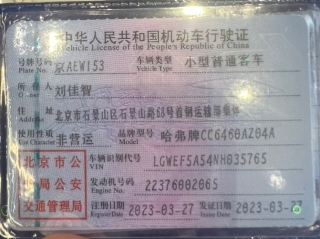 中华人民共和国机动车行驶证
Vehicle License of the People's Republic of China
号牌号码 京AEW153 车辆类型 小型普通客车
Plate No. Vehicle Type
所有人 刘佳智
Owner
住址 北京市石景山区石景山路68号首钢运输部集体
Address
使用性质 非营运 品牌型号 哈弗牌CC6460AZ04A
Use Character Model
北京市公 车辆识别代号 LGWEF5A54NH035765
VIN
安局公安 发动机号码 22376002065
Engine No.
交通管理局 注册日期 2023-03-27 发证日期 2023-03-27
Register Date Issue Date